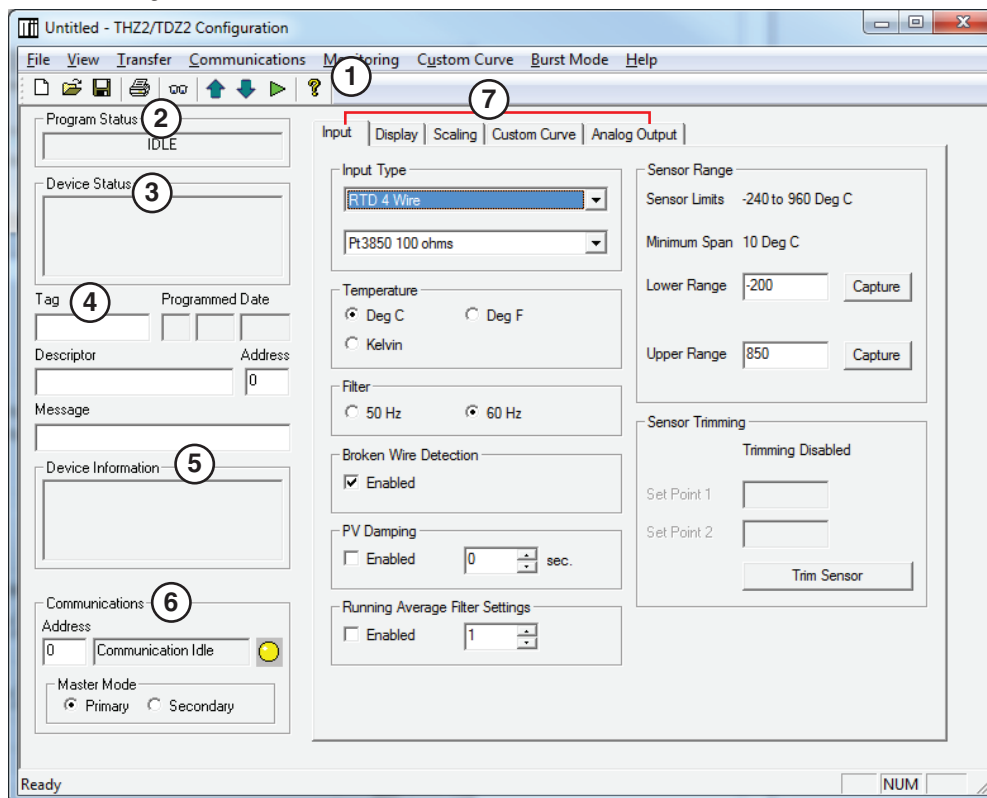 Untitled - THZ2/TDZ2 Configuration
File View Transfer Communications Monitoring Custom Curve Burst Mode Help
1
Program Status 2
IDLE
Device Status 3
Tag 4 Programmed Date
Descriptor Address
0
Message
Device Information 5
Communications 6
Address
0 Communication Idle
Master Mode
Primary Secondary
7
Input Display Scaling Custom Curve Analog Output
Input Type
RTD 4 Wire
Pt3850 100 ohms
Temperature
Deg C Deg F
Kelvin
Filter
50 Hz 60 Hz
Broken Wire Detection
Enabled
PV Damping
Enabled 0 sec.
Running Average Filter Settings
Enabled 1
Sensor Range
Sensor Limits -240 to 960 Deg C
Minimum Span 10 Deg C
Lower Range -200 Capture
Upper Range 850 Capture
Sensor Trimming
Trimming Disabled
Set Point 1
Set Point 2
Trim Sensor
Ready NUM